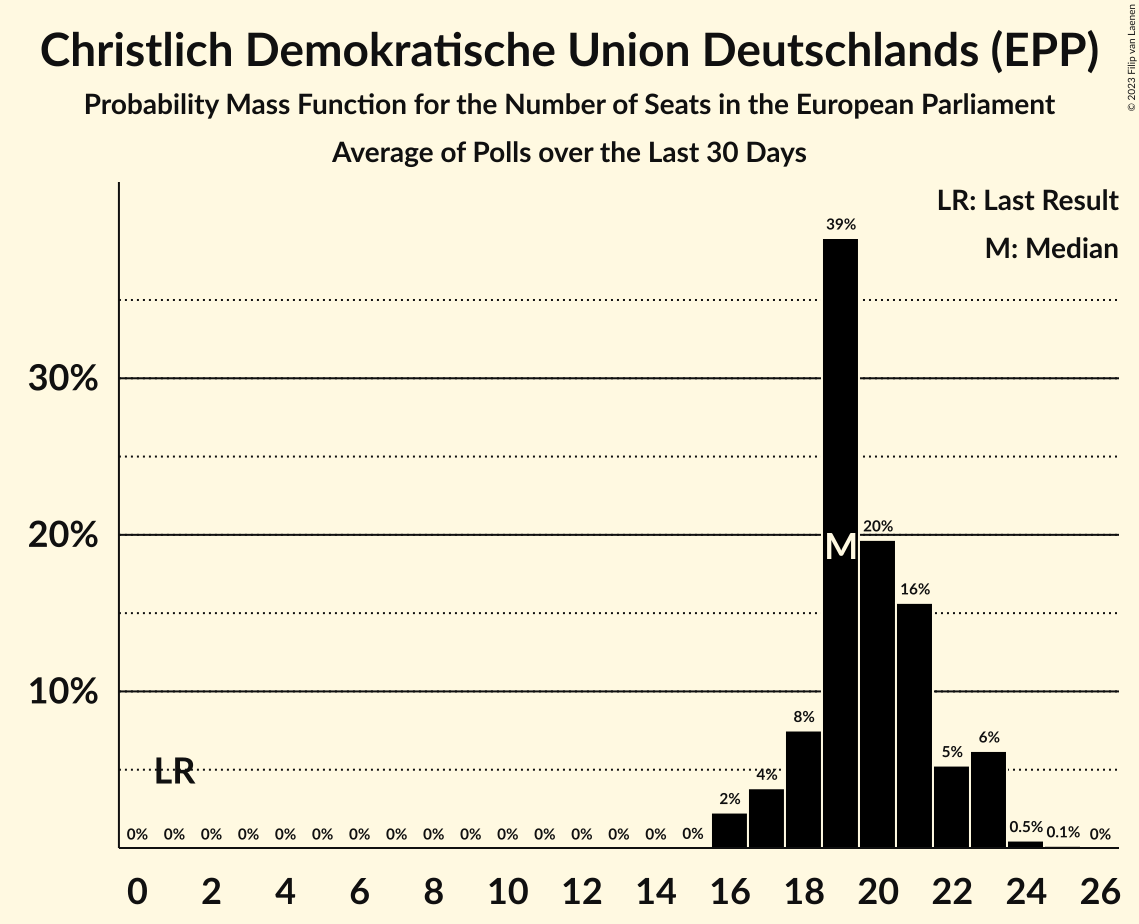 Christlich Demokratische Union Deutschlands (EPP)
Probability Mass Function for the Number of Seats in the European Parliament
Average of Polls over the Last 30 Days
© 2023 Filip van Laenen
LR: Last Result
M: Median
39%
30%
20%
20%
M
16%
10%
8%
6%
5%
LR
4%
2%
0% 0% 0% 0% 0% 0% 0% 0% 0% 0% 0% 0% 0% 0% 0% 0% 0.5% 0.1% 0%
0 2 4 6 8 10 12 14 16 18 20 22 24 26